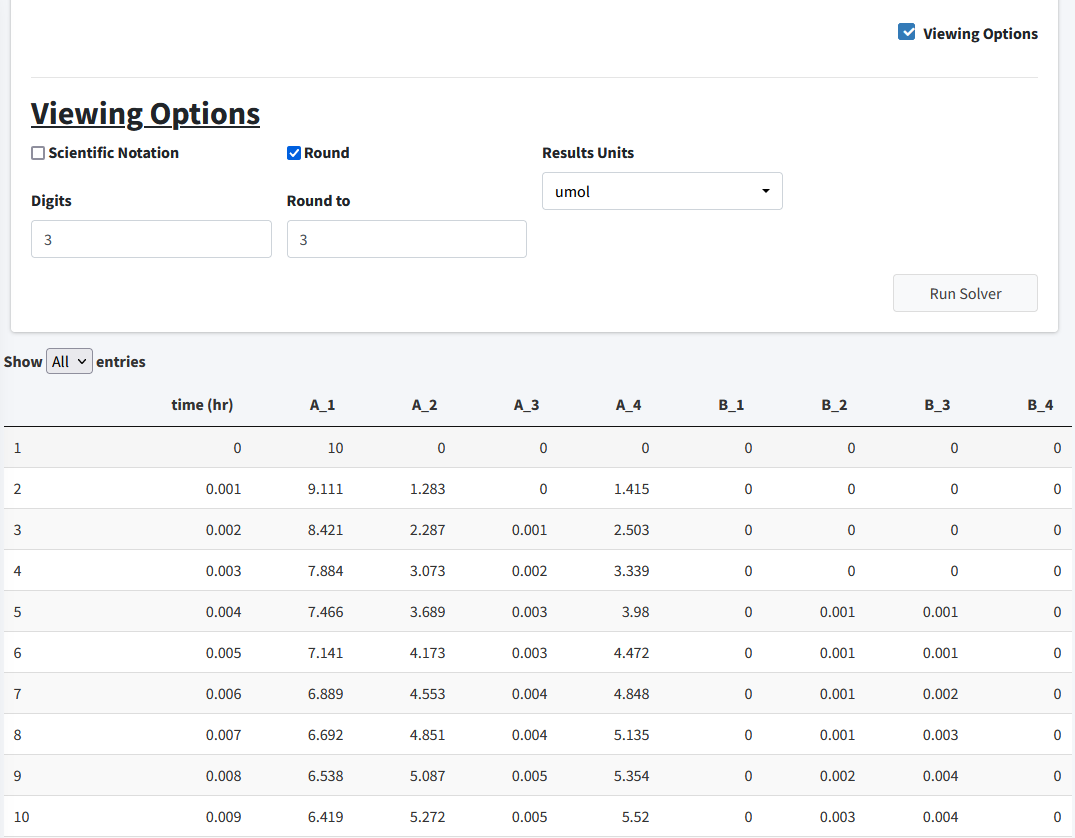 Viewing Options
Viewing Options
Scientific Notation Round Results Units
umol
Digits Round to
3 3
Run Solver
Show All entries
time (hr) A_1 A_2 A_3 A_4 B_1 B_2 B_3 B_4
1 0 10 0 0 0 0 0 0 0
2 0.001 9.111 1.283 0 1.415 0 0 0 0
3 0.002 8.421 2.287 0.001 2.503 0 0 0 0
4 0.003 7.884 3.073 0.002 3.339 0 0 0 0
5 0.004 7.466 3.689 0.003 3.98 0 0.001 0.001 0
6 0.005 7.141 4.173 0.003 4.472 0 0.001 0.001 0
7 0.006 6.889 4.553 0.004 4.848 0 0.001 0.002 0
8 0.007 6.692 4.851 0.004 5.135 0 0.001 0.003 0
9 0.008 6.538 5.087 0.005 5.354 0 0.002 0.004 0
10 0.009 6.419 5.272 0.005 5.52 0 0.003 0.004 0